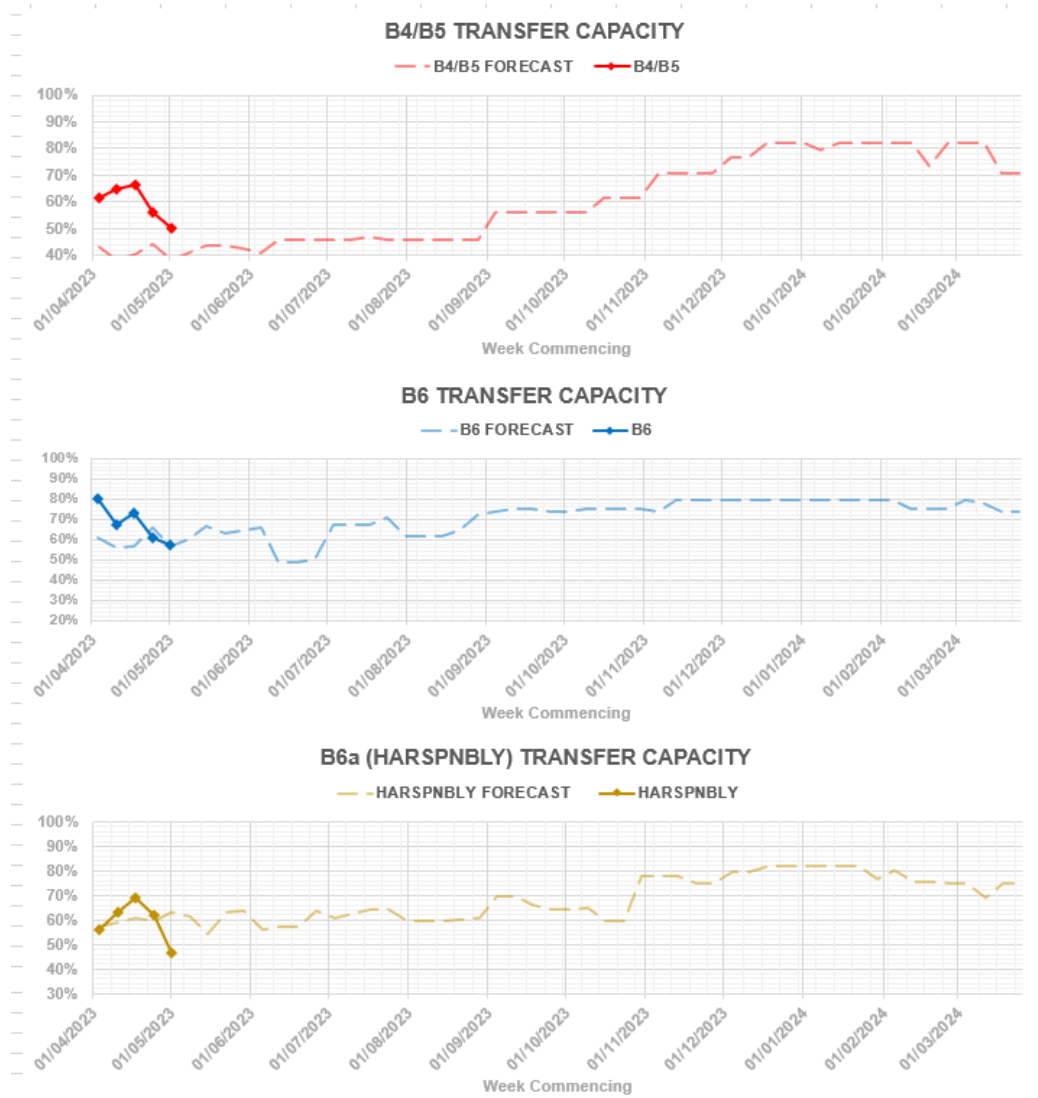 B4/B5 TRANSFER CAPACITY
B4/B5 FORECAST B4/B5
100%
90%
80%
70%
60%
50%
40%
01/04/2023 01/05/2023 01/06/2023 01/07/2023 01/08/2023 01/09/2023 01/10/2023 01/11/2023 01/12/2023 01/01/2024 01/02/2024 01/03/2024
Week Commencing
B6 TRANSFER CAPACITY
B6 FORECAST B6
100%
90%
80%
70%
60%
50%
40%
30%
20%
01/04/2023 01/05/2023 01/06/2023 01/07/2023 01/08/2023 01/09/2023 01/10/2023 01/11/2023 01/12/2023 01/01/2024 01/02/2024 01/03/2024
Week Commencing
B6a (HARSPNBLY) TRANSFER CAPACITY
HARSPNBLY FORECAST HARSPNBLY
100%
90%
80%
70%
60%
50%
40%
30%
01/04/2023 01/05/2023 01/06/2023 01/07/2023 01/08/2023 01/09/2023 01/10/2023 01/11/2023 01/12/2023 01/01/2024 01/02/2024 01/03/2024
Week Commencing